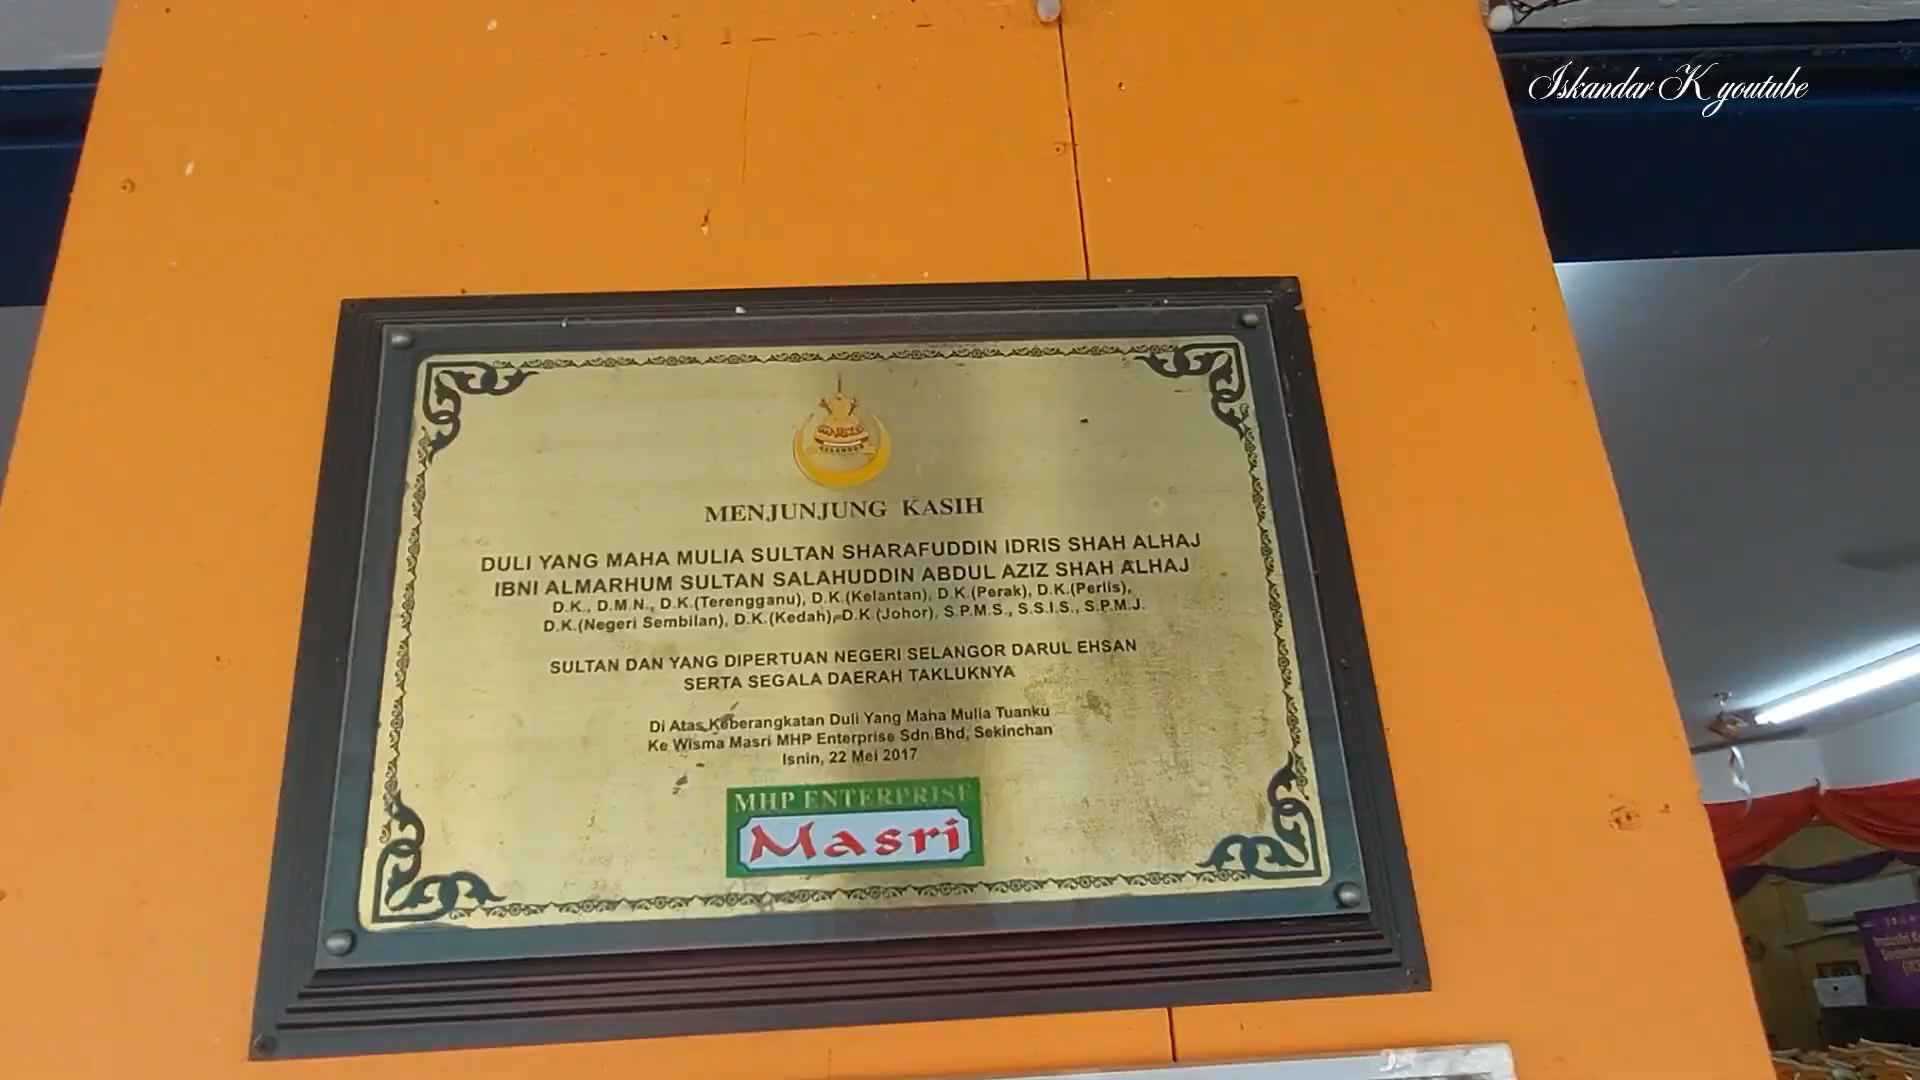 Iskandar K youtube
MENJUNJUNG KASIH
DULI YANG MAHA MULIA SULTAN SHARAFUDDIN IDRIS SHAH ALHAJ
IBNI ALMARHUM SULTAN SALAHUDDIN ABDUL AZIZ SHAH ALHAJ
D.K., D.M.N., D.K.(Terengganu), D.K.(Kelantan), D.K.(Perak), D.K.(Perlis),
D.K.(Negeri Sembilan), D.K.(Kedah), D.K.(Johor), S.P.M.S., S.S.I.S., S.P.M.J.
SULTAN DAN YANG DIPERTUAN NEGERI SELANGOR DARUL EHSAN
SERTA SEGALA DAERAH TAKLUKNYA
Di Atas Keberangkatan Duli Yang Maha Mulia Tuanku
Ke Wisma Masri MHP Enterprise Sdn.Bhd, Sekinchan
Isnin, 22 Mei 2017
MHP ENTERPRISE
Masri